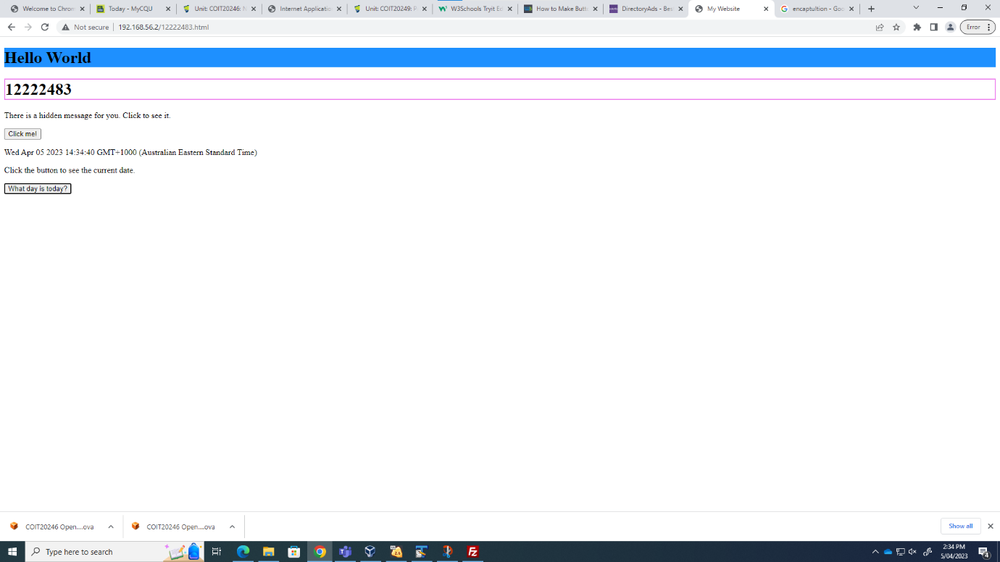 Welcome to Chrom
Today - MyCQU
Unit: COIT20246: N
Internet Applicatio
Unit: COIT20249: P
W3Schools Tryit Ed
How to Make Butt
DirectoryAds - Bes
My Website
encaptultion - Goo
Not secure | 192.168.56.2/12222483.html
Error
Hello World
12222483
There is a hidden message for you. Click to see it.
Click me!
Wed Apr 05 2023 14:34:40 GMT+1000 (Australian Eastern Standard Time)
Click the button to see the current date.
What day is today?
COIT20246 Open....ova
COIT20246 Open....ova
Show all
Type here to search
2:34 PM
5/04/2023
4